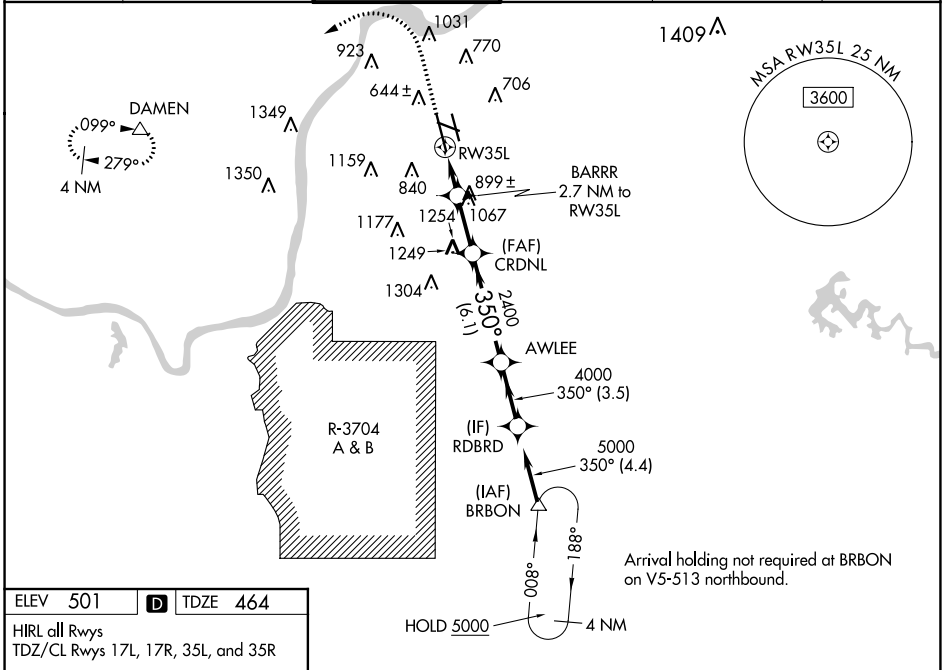 1031
1409
923
770
MSA RW35L 25 NM
644±
706
3600
DAMEN
099°
279°
4 NM
1349
RW35L
1350
1159
840
899±
BARRR
2.7 NM to
RW35L
1254
1067
1177
1249
(FAF)
CRDNL
1304
2400
350°
(6.1)
AWLEE
4000
350° (3.5)
R-3704
A & B
(IF)
RDBRD
5000
350° (4.4)
(IAF)
BRBON
008°
188°
Arrival holding not required at BRBON
on V5-513 northbound.
HOLD 5000
4 NM
ELEV 501 D TDZE 464
HIRL all Rwys
TDZ/CL Rwys 17L, 17R, 35L, and 35R